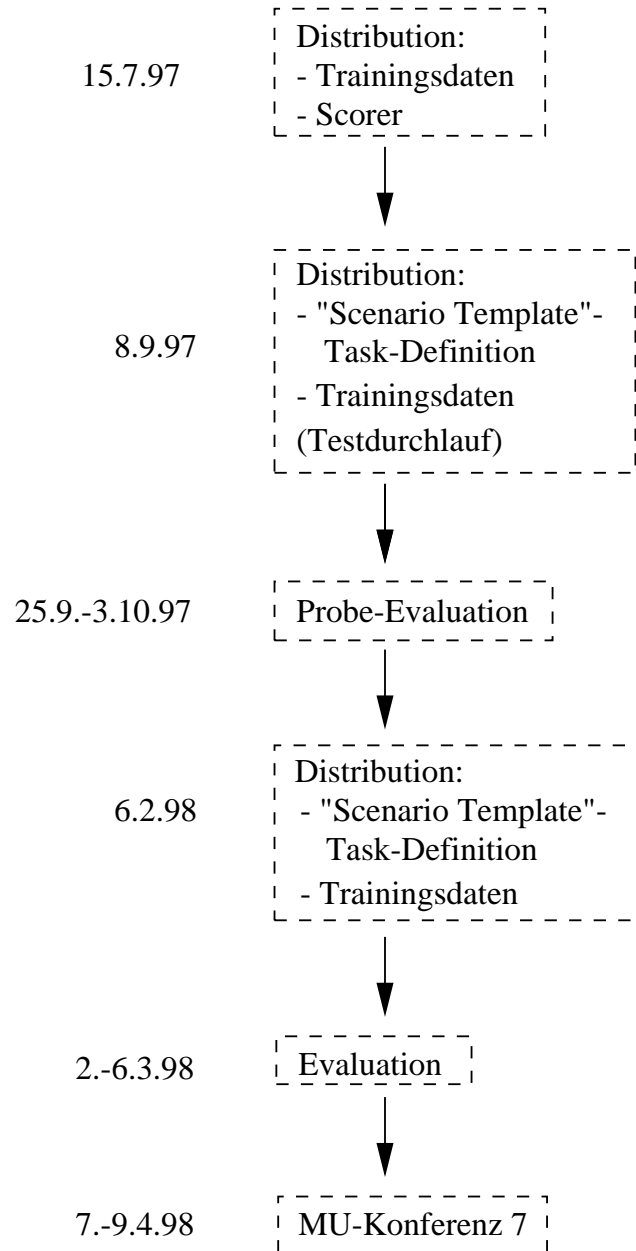 Distribution:
15.7.97
- Trainingsdaten
- Scorer
Distribution:
- "Scenario Template"-
8.9.97
Task-Definition
- Trainingsdaten
(Testdurchlauf)
25.9.-3.10.97
Probe-Evaluation
Distribution:
6.2.98
- "Scenario Template"-
Task-Definition
- Trainingsdaten
2.-6.3.98
Evaluation
7.-9.4.98
MU-Konferenz 7